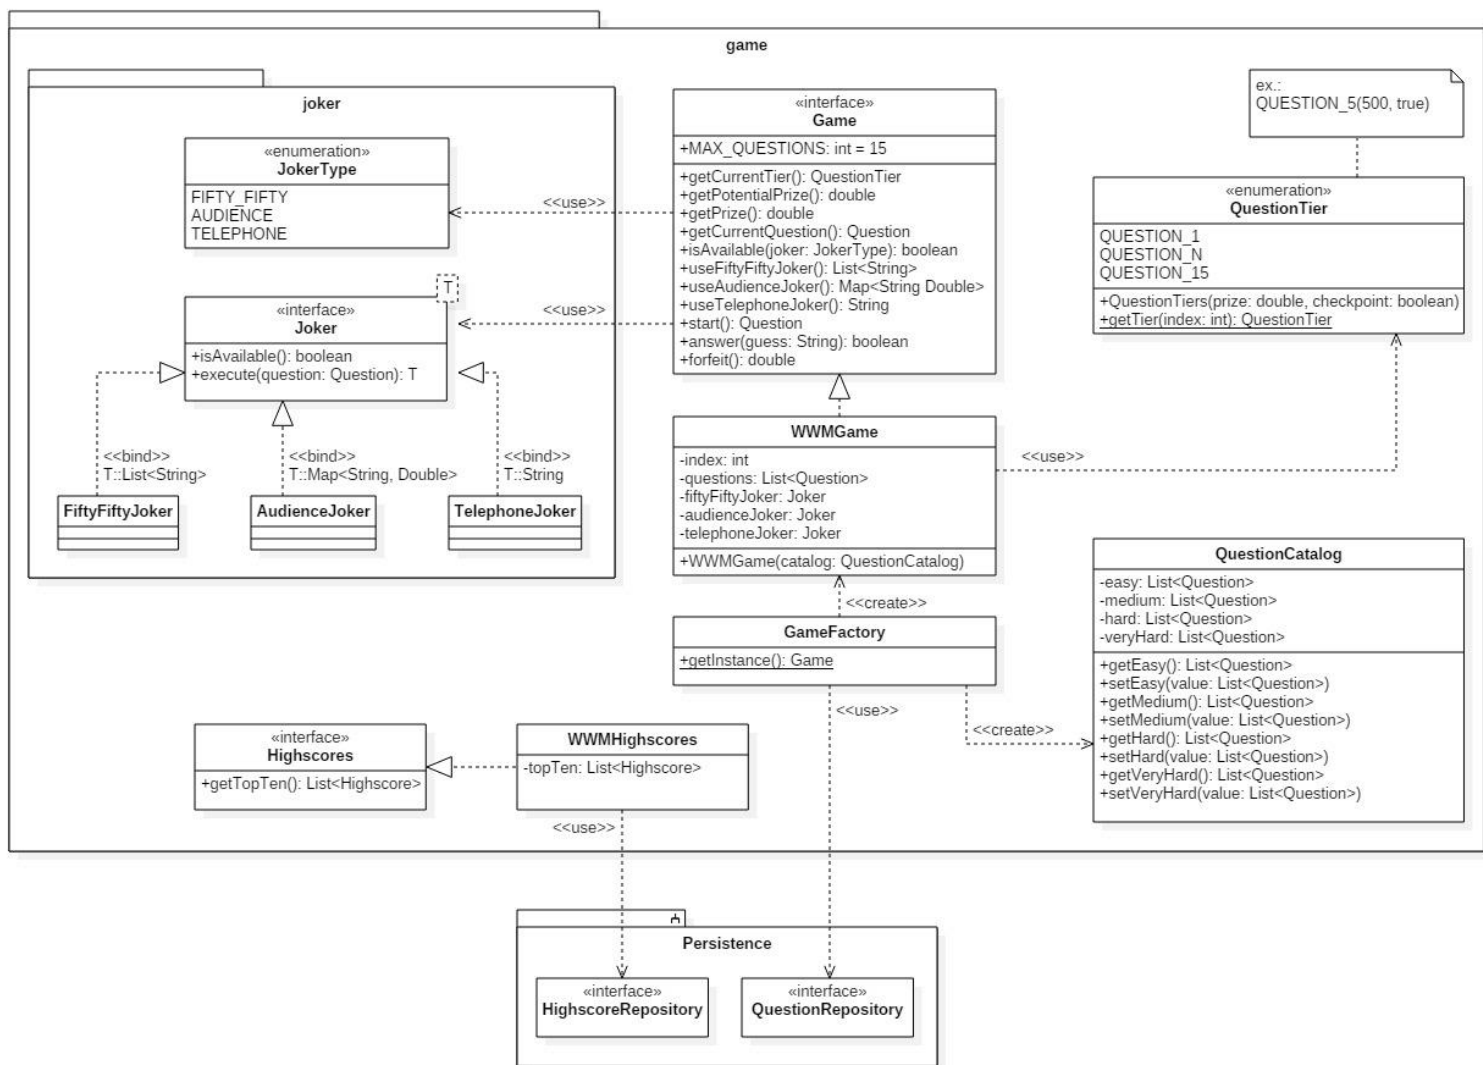 game
joker
«enumeration»
JokerType
FIFTY_FIFTY
AUDIENCE
TELEPHONE
T
«interface»
Joker
+isAvailable(): boolean
+execute(question: Question): T
<<bind>>
T::List<String>
<<bind>>
T::Map<String, Double>
<<bind>>
T::String
FiftyFiftyJoker
AudienceJoker
TelephoneJoker
<<use>>
<<use>>
«interface»
Game
+MAX_QUESTIONS: int = 15
+getCurrentTier(): QuestionTier
+getPotentialPrize(): double
+getPrize(): double
+getCurrentQuestion(): Question
+isAvailable(joker: JokerType): boolean
+useFiftyFiftyJoker(): List<String>
+useAudienceJoker(): Map<String Double>
+useTelephoneJoker(): String
+start(): Question
+answer(guess: String): boolean
+forfeit(): double
ex.:
QUESTION_5(500, true)
«enumeration»
QuestionTier
QUESTION_1
QUESTION_N
QUESTION_15
+QuestionTiers(prize: double, checkpoint: boolean)
+getTier(index: int): QuestionTier
WWMGame
-index: int
-questions: List<Question>
-fiftyFiftyJoker: Joker
-audienceJoker: Joker
-telephoneJoker: Joker
+WWMGame(catalog: QuestionCatalog)
<<use>>
<<create>>
GameFactory
+getInstance(): Game
<<use>>
<<create>>
QuestionCatalog
-easy: List<Question>
-medium: List<Question>
-hard: List<Question>
-veryHard: List<Question>
+getEasy(): List<Question>
+setEasy(value: List<Question>)
+getMedium(): List<Question>
+setMedium(value: List<Question>)
+getHard(): List<Question>
+setHard(value: List<Question>)
+getVeryHard(): List<Question>
+setVeryHard(value: List<Question>)
«interface»
Highscores
+getTopTen(): List<Highscore>
WWMHighscores
-topTen: List<Highscore>
<<use>>
Persistence
«interface»
HighscoreRepository
«interface»
QuestionRepository